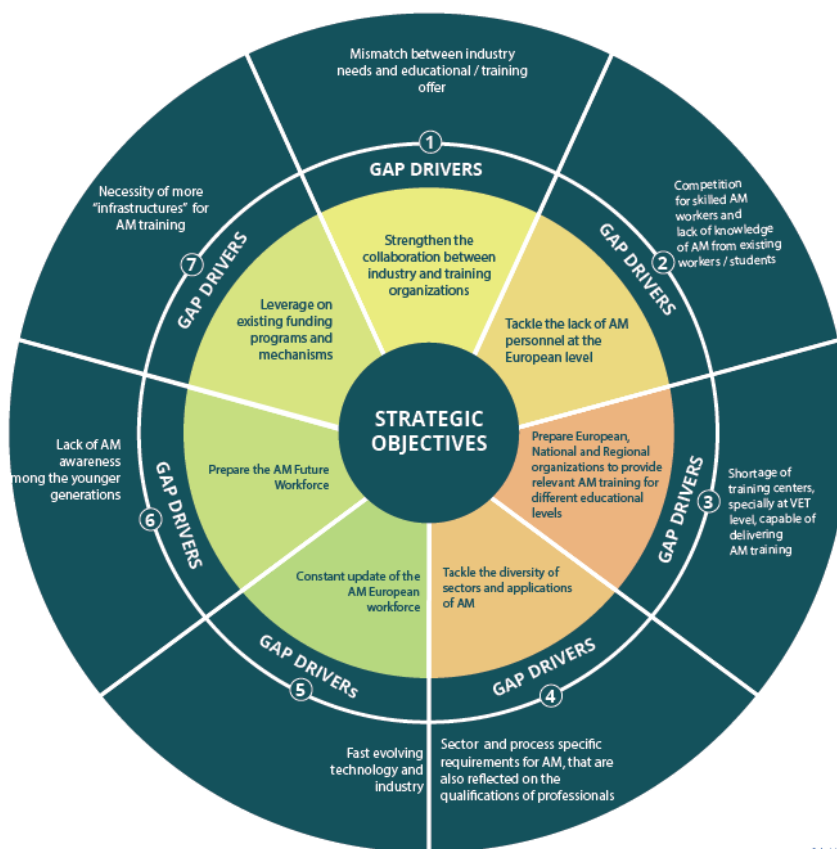 Mismatch between industry
needs and educational / training
offer
1
GAP DRIVERS
Strengthen the
collaboration between
industry and training
organizations
Competition
for skilled AM
workers and
lack of knowledge
of AM from existing
workers / students
2
GAP DRIVERS
Tackle the lack of AM
personnel at the
European level
Shortage of
training centers,
specially at VET
level, capable of
delivering
AM training
3
GAP DRIVERS
Prepare European,
National and Regional
organizations to provide
relevant AM training for
different educational
levels
Sector and process specific
requirements for AM, that are
also reflected on the
qualifications of professionals
4
GAP DRIVERS
Tackle the diversity of
sectors and applications
of AM
Fast evolving
technology and
industry
5
GAP DRIVERs
Constant update of the
AM European
workforce
Lack of AM
awareness
among the younger
generations
6
GAP DRIVERS
Prepare the AM Future
Workforce
Necessity of more
"infrastructures" for
AM training
7
GAP DRIVERS
Leverage on
existing funding
programs and
mechanisms
STRATEGIC
OBJECTIVES